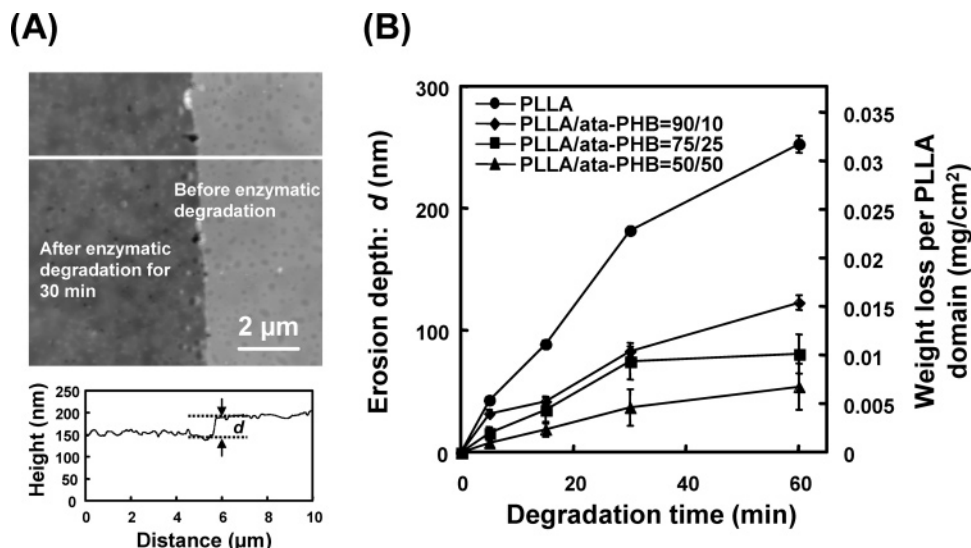 (A)
Before enzymatic
degradation
After enzymatic
degradation for
30 min
2 μm
Height (nm)
250
200
150
100
50
0
d
0 2 4 6 8 10
Distance (μm)
(B)
PLLA
PLLA/ata-PHB=90/10
PLLA/ata-PHB=75/25
PLLA/ata-PHB=50/50
Erosion depth: d (nm)
300
200
100
0
0 20 40 60
Degradation time (min)
0.035
0.03
0.025
0.02
0.015
0.01
0.005
0
Weight loss per PLLA
domain (mg/cm²)